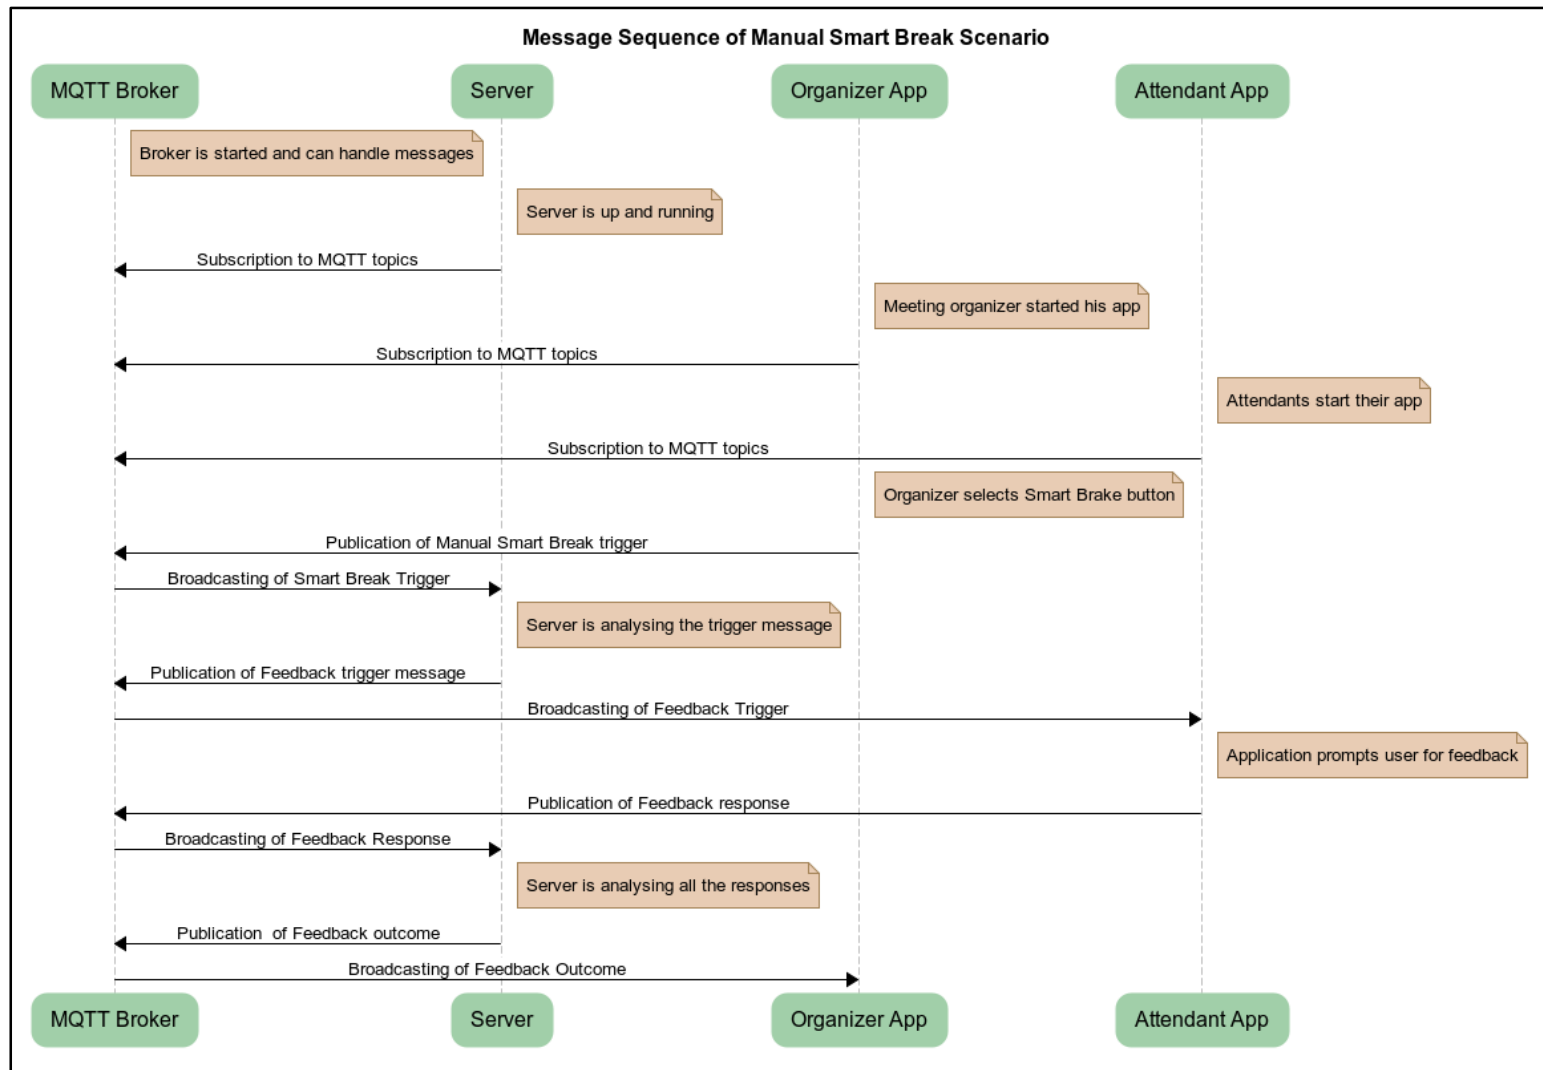 Message Sequence of Manual Smart Break Scenario
MQTT Broker
Server
Organizer App
Attendant App
Broker is started and can handle messages
Server is up and running
Subscription to MQTT topics
Meeting organizer started his app
Subscription to MQTT topics
Attendants start their app
Subscription to MQTT topics
Organizer selects Smart Brake button
Publication of Manual Smart Break trigger
Broadcasting of Smart Break Trigger
Server is analysing the trigger message
Publication of Feedback trigger message
Broadcasting of Feedback Trigger
Application prompts user for feedback
Publication of Feedback response
Broadcasting of Feedback Response
Server is analysing all the responses
Publication  of Feedback outcome
Broadcasting of Feedback Outcome
MQTT Broker
Server
Organizer App
Attendant App